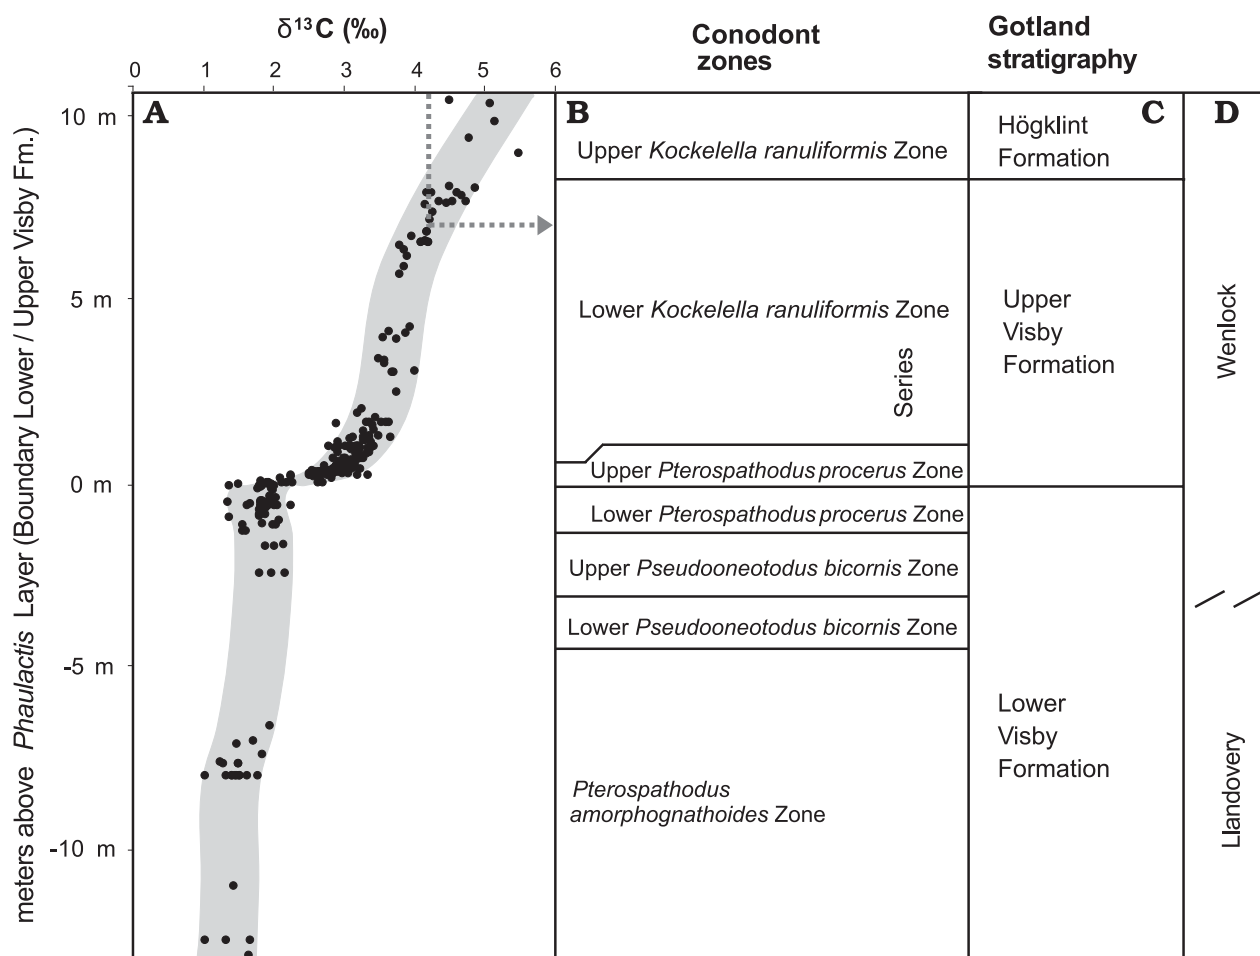 δ¹³C (‰)
Conodont
zones
Gotland
stratigraphy
0 1 2 3 4 5 6
A
B
C
D
meters above Phaulactis Layer (Boundary Lower / Upper Visby Fm.)
10 m
5 m
0 m
-5 m
-10 m
Upper Kockelella ranuliformis Zone
Lower Kockelella ranuliformis Zone
Series
Upper Pterospathodus procerus Zone
Lower Pterospathodus procerus Zone
Upper Pseudooneotodus bicornis Zone
Lower Pseudooneotodus bicornis Zone
Pterospathodus
amorphognathoides Zone
Högklint
Formation
Upper
Visby
Formation
Lower
Visby
Formation
Wenlock
Llandovery